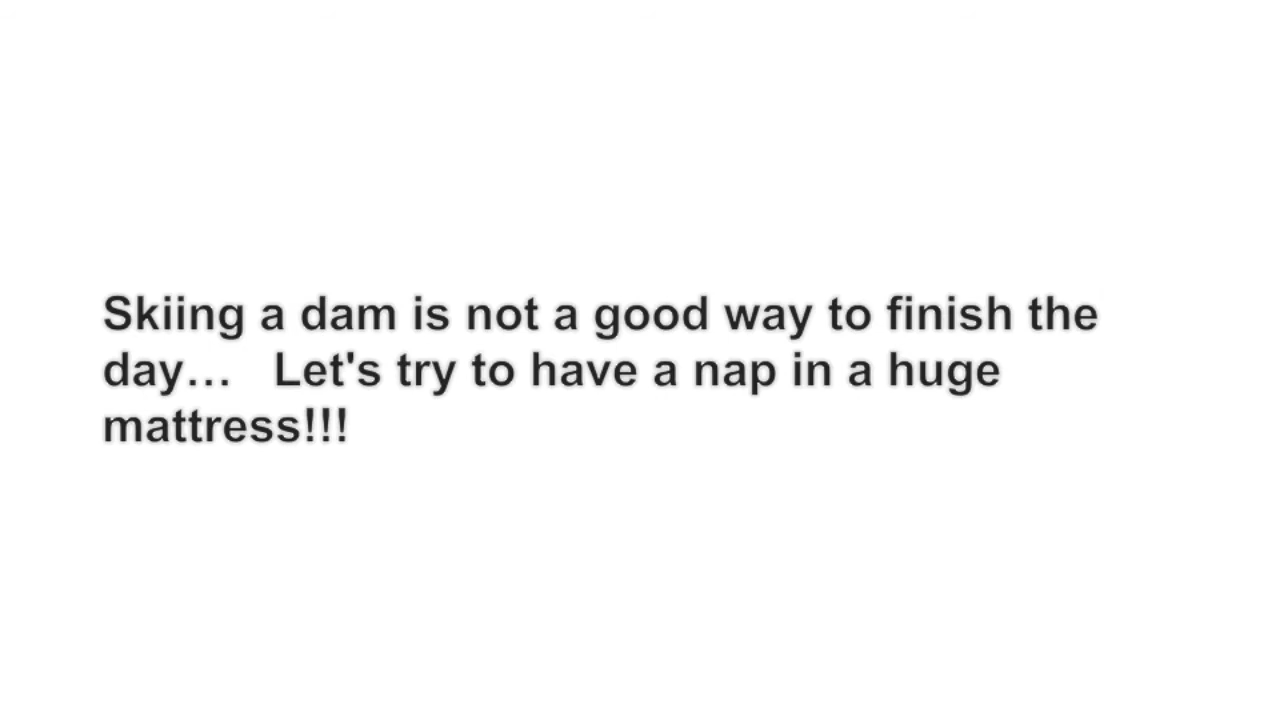 Skiing a dam is not a good way to finish the
day…   Let's try to have a nap in a huge
mattress!!!